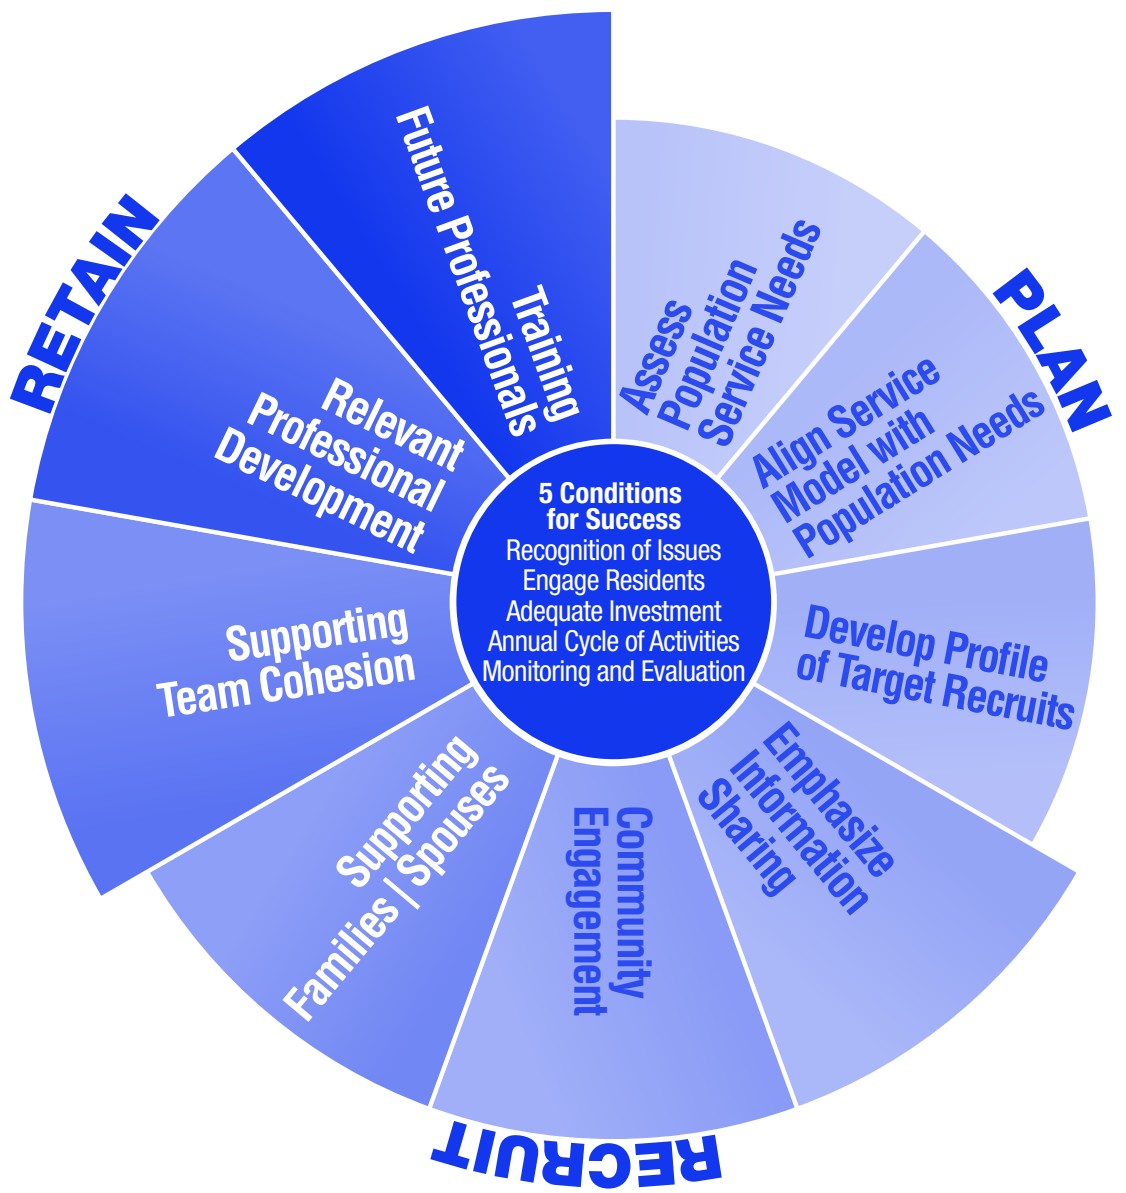 PLAN
Assess
Population
Service Needs
Align Service
Model with
Population Needs
Develop Profile
of Target Recruits
RECRUIT
Emphasize
Information
Sharing
Community
Engagement
Supporting
Families | Spouses
RETAIN
Supporting
Team Cohesion
Relevant
Professional
Development
Training
Future Professionals
5 Conditions
for Success
Recognition of Issues
Engage Residents
Adequate Investment
Annual Cycle of Activities
Monitoring and Evaluation